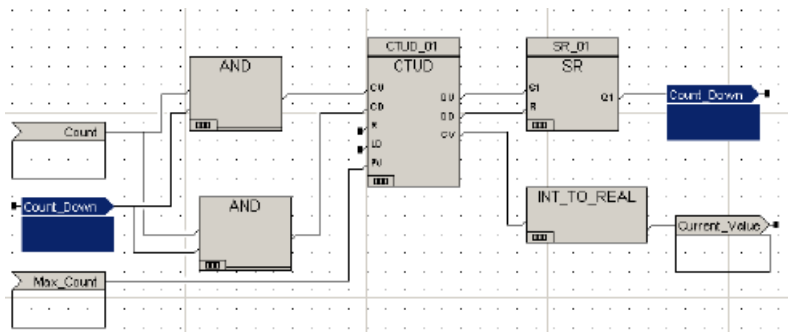 CTUD_01
SR_01
AND
CTUD
SR
CU
QU
S1
Count_Down
CD
QD
R
Q1
CV
Count
R
LD
PV
Count_Down
AND
INT_TO_REAL
Current_Value
Max_Count